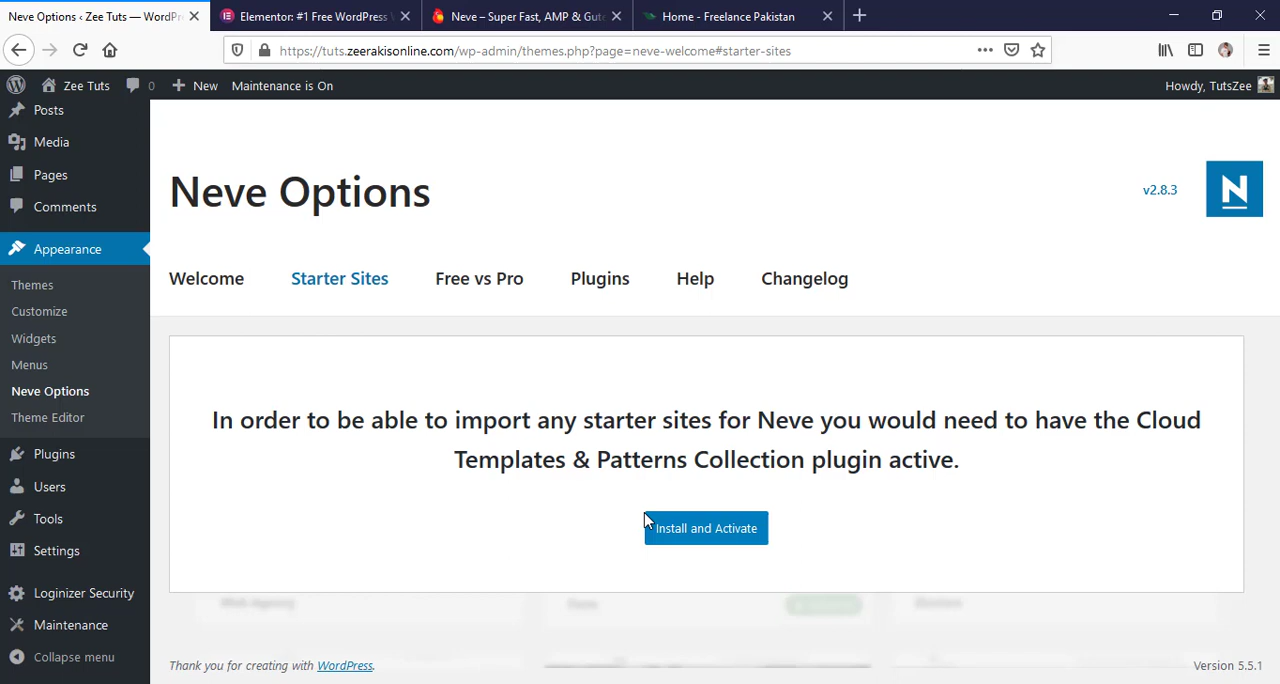 Neve Options ‹ Zee Tuts — WordPr
Elementor: #1 Free WordPress
Neve – Super Fast, AMP & Gut
Home - Freelance Pakistan
https://tuts.zeerakisonline.com/wp-admin/themes.php?page=neve-welcome#starter-sites
Zee Tuts
0
New
Maintenance is On
Howdy, TutsZee
Posts
Media
Pages
Comments
Appearance
Themes
Customize
Widgets
Menus
Neve Options
Theme Editor
Plugins
Users
Tools
Settings
Loginizer Security
Maintenance
Collapse menu
Neve Options
v2.8.3
N
Welcome
Starter Sites
Free vs Pro
Plugins
Help
Changelog
In order to be able to import any starter sites for Neve you would need to have the Cloud
Templates & Patterns Collection plugin active.
Install and Activate
Web Agency
Thank you for creating with WordPress.
Version 5.5.1